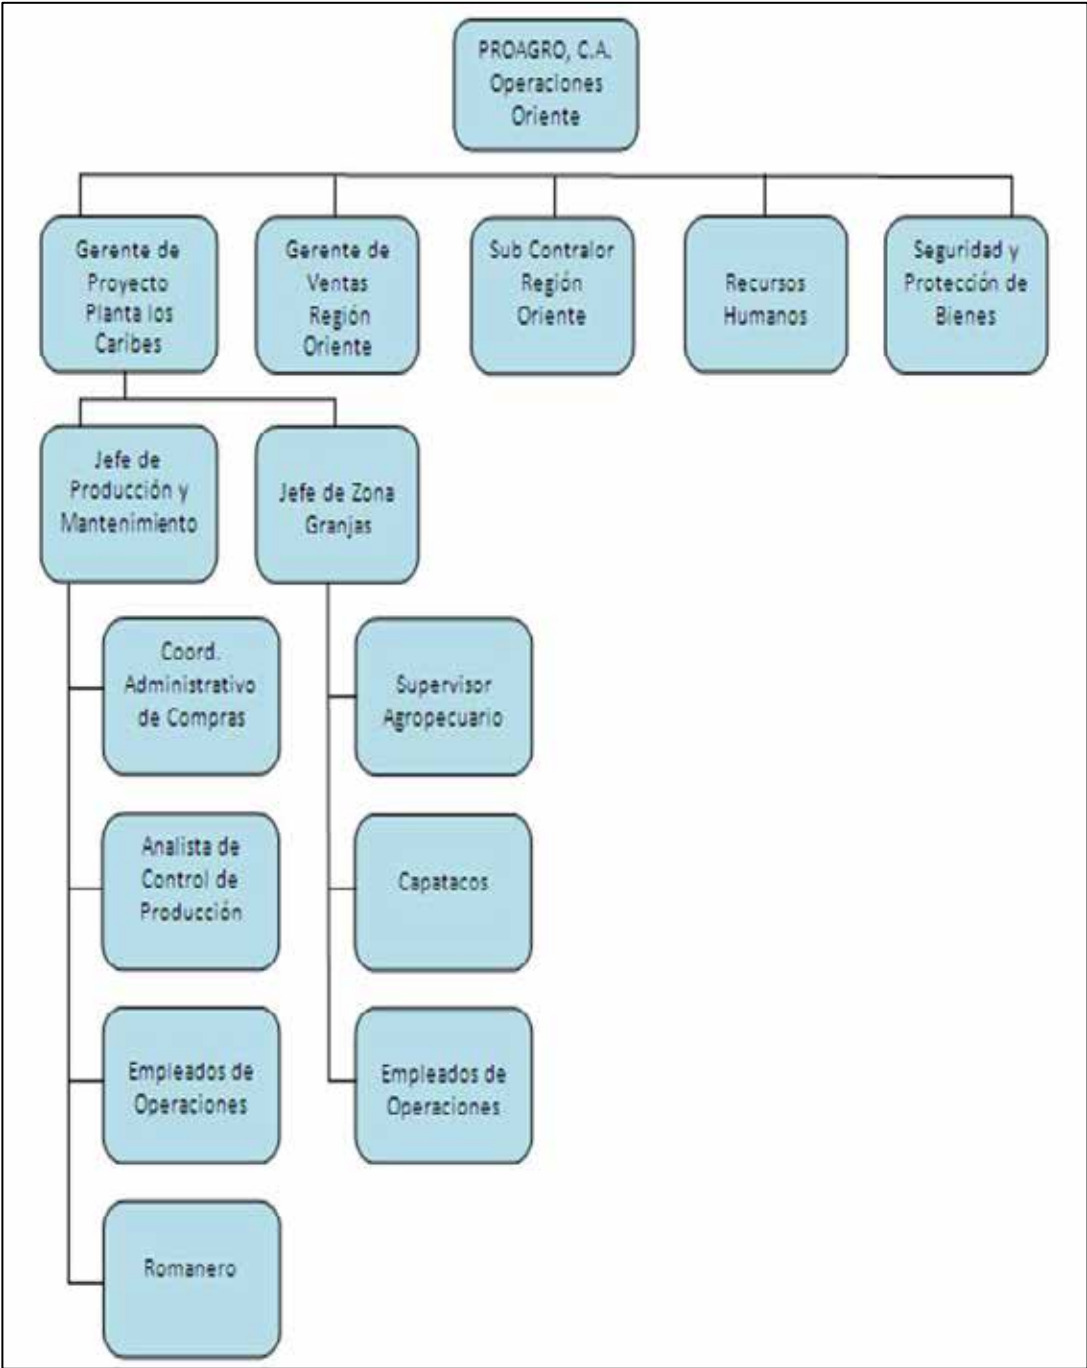 PROAGRO, C.A.
Operaciones
Oriente
Gerente de
Proyecto
Planta los
Caribes
Gerente de
Ventas
Región
Oriente
Sub Contralor
Región
Oriente
Recursos
Humanos
Seguridad y
Protección de
Bienes
Jefe de
Producción y
Mantenimiento
Jefe de Zona
Granjas
Coord.
Administrativo
de Compras
Analista de
Control de
Producción
Empleados de
Operaciones
Romanero
Supervisor
Agropecuario
Capatacos
Empleados de
Operaciones